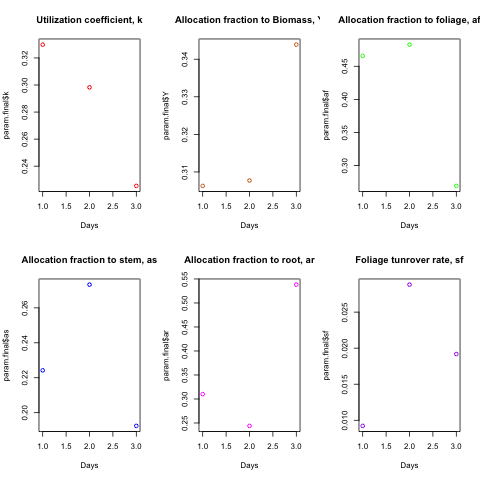 Utilization coefficient, k
param.final$k
0.24 0.26 0.28 0.30 0.32
1.0 1.5 2.0 2.5 3.0
Days
Allocation fraction to Biomass,
param.final$Y
0.31 0.32 0.33 0.34
1.0 1.5 2.0 2.5 3.0
Days
Allocation fraction to foliage, af
param.final$af
0.30 0.35 0.40 0.45
1.0 1.5 2.0 2.5 3.0
Days
Allocation fraction to stem, as
param.final$as
0.20 0.22 0.24 0.26
1.0 1.5 2.0 2.5 3.0
Days
Allocation fraction to root, ar
param.final$ar
0.25 0.30 0.35 0.40 0.45 0.50 0.55
1.0 1.5 2.0 2.5 3.0
Days
Foliage tunrover rate, sf
param.final$sf
0.010 0.015 0.020 0.025
1.0 1.5 2.0 2.5 3.0
Days